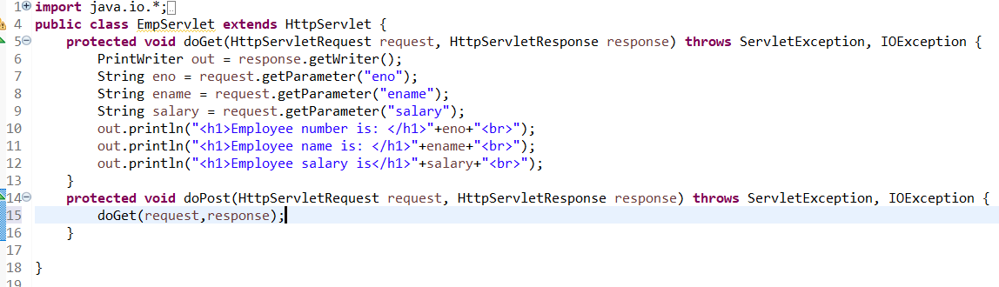 1 import java.io.*;
4 public class EmpServlet extends HttpServlet {
5 protected void doGet(HttpServletRequest request, HttpServletResponse response) throws ServletException, IOException {
6 PrintWriter out = response.getWriter();
7 String eno = request.getParameter("eno");
8 String ename = request.getParameter("ename");
9 String salary = request.getParameter("salary");
10 out.println("<h1>Employee number is: </h1>"+eno+"<br>");
11 out.println("<h1>Employee name is: </h1>"+ename+"<br>");
12 out.println("<h1>Employee salary is</h1>"+salary+"<br>");
13 }
14 protected void doPost(HttpServletRequest request, HttpServletResponse response) throws ServletException, IOException {
15 doGet(request,response);
16 }
17
18 }
19